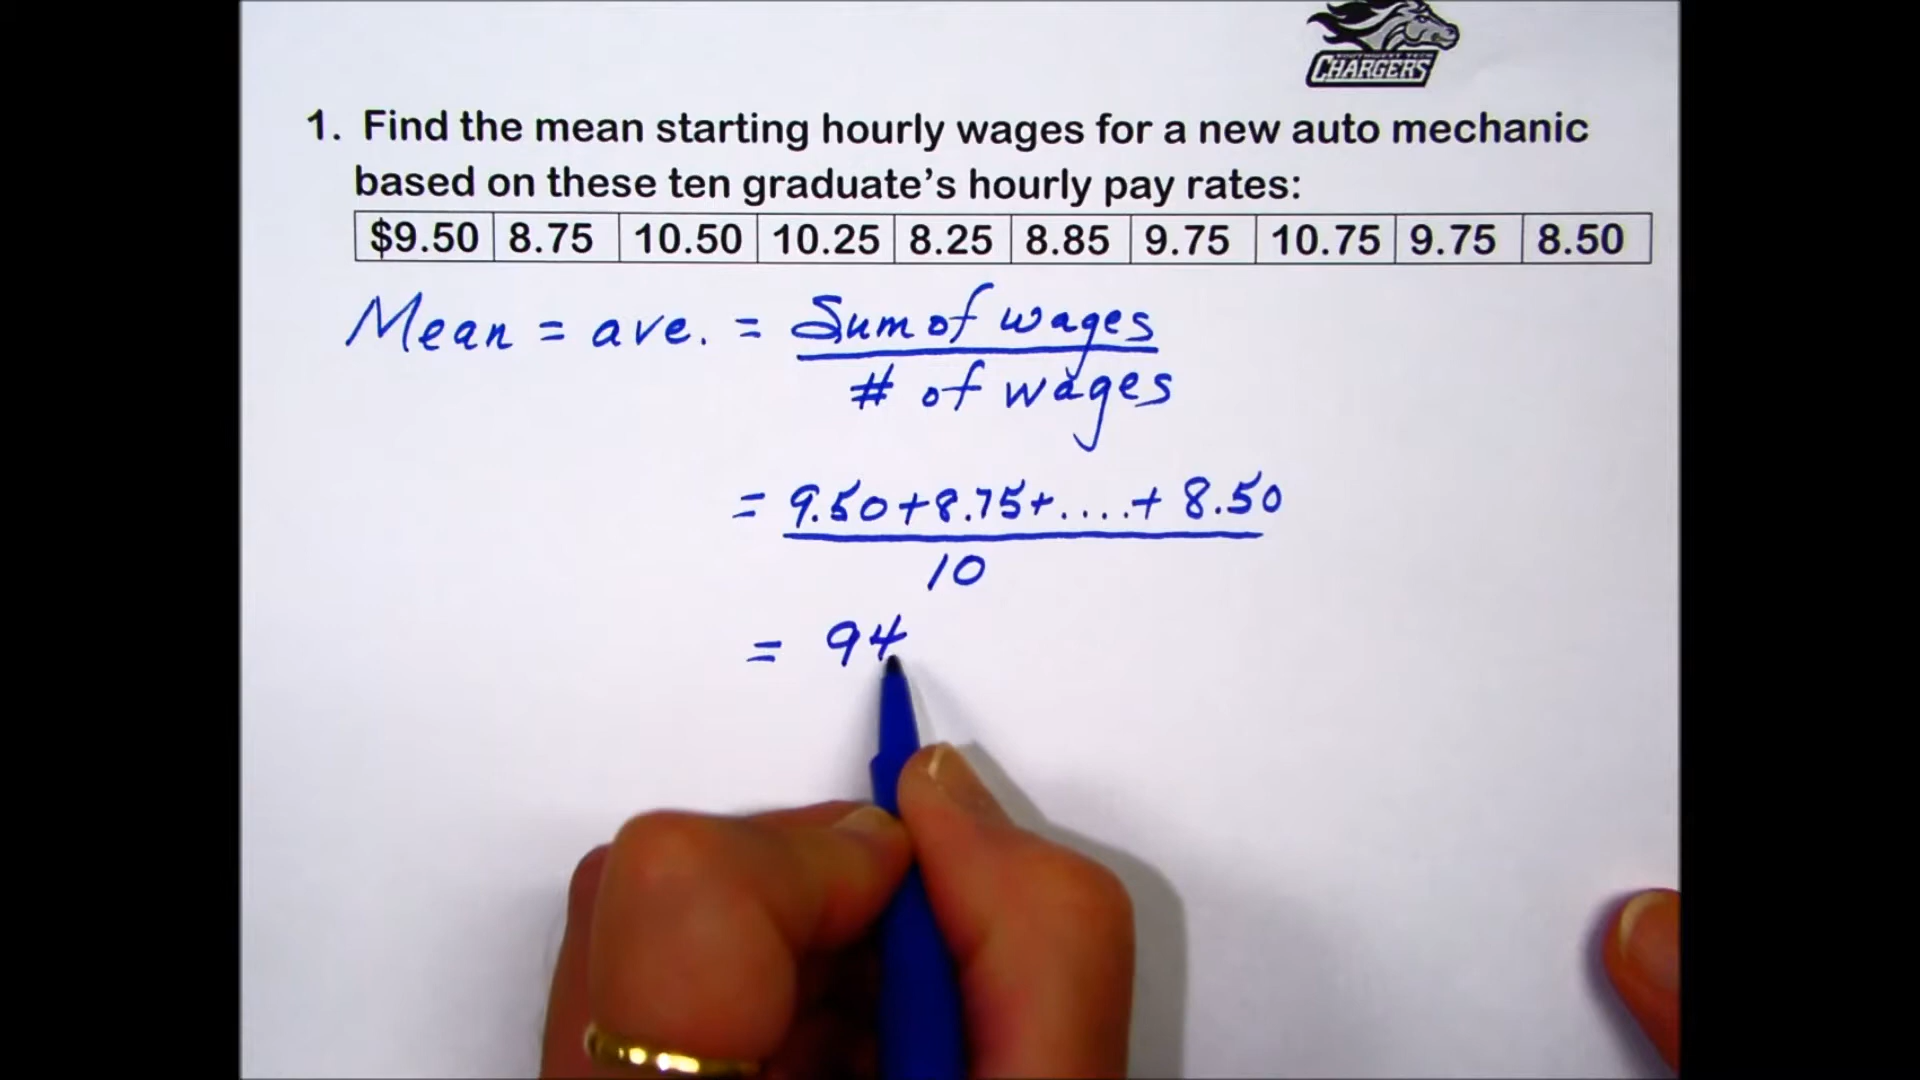 CHARGERS
1. Find the mean starting hourly wages for a new auto mechanic
based on these ten graduate’s hourly pay rates:
$9.50 8.75 10.50 10.25 8.25 8.85 9.75 10.75 9.75 8.50
Mean = ave. = Sum of wages
# of wages
= 9.50+8.75+....+ 8.50
10
= 94